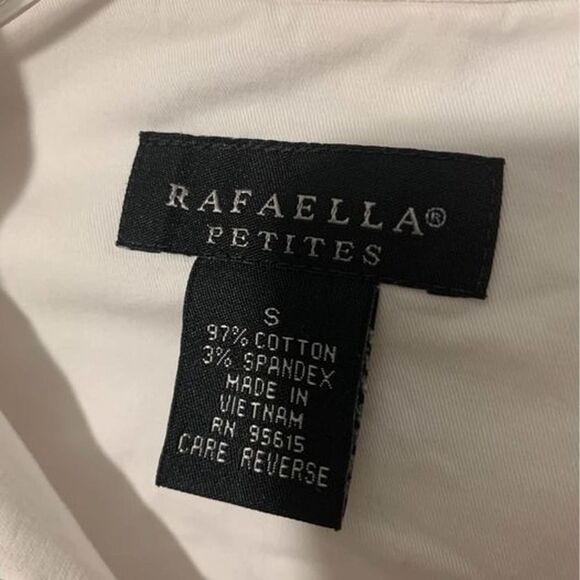 RAFAELLA®
PETITES
S
97% COTTON
3% SPANDEX
MADE IN
VIETNAM
RN 95615
CARE REVERSE